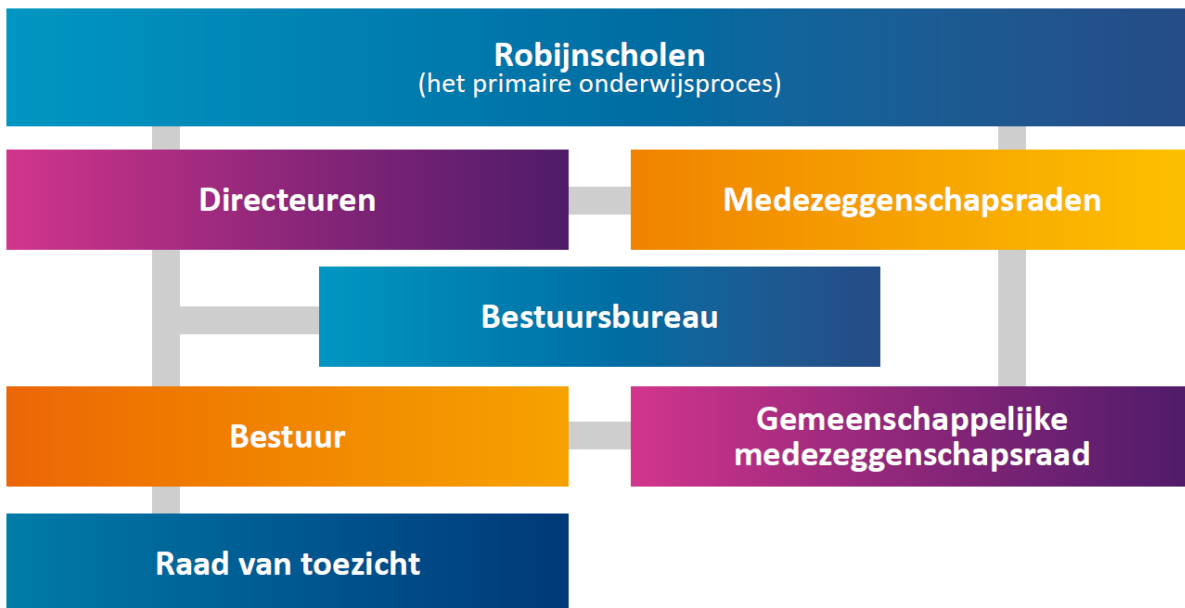 Robijnscholen
(het primaire onderwijsproces)
Directeuren
Medezeggenschapsraden
Bestuursbureau
Bestuur
Gemeenschappelijke
medezeggenschapsraad
Raad van toezicht